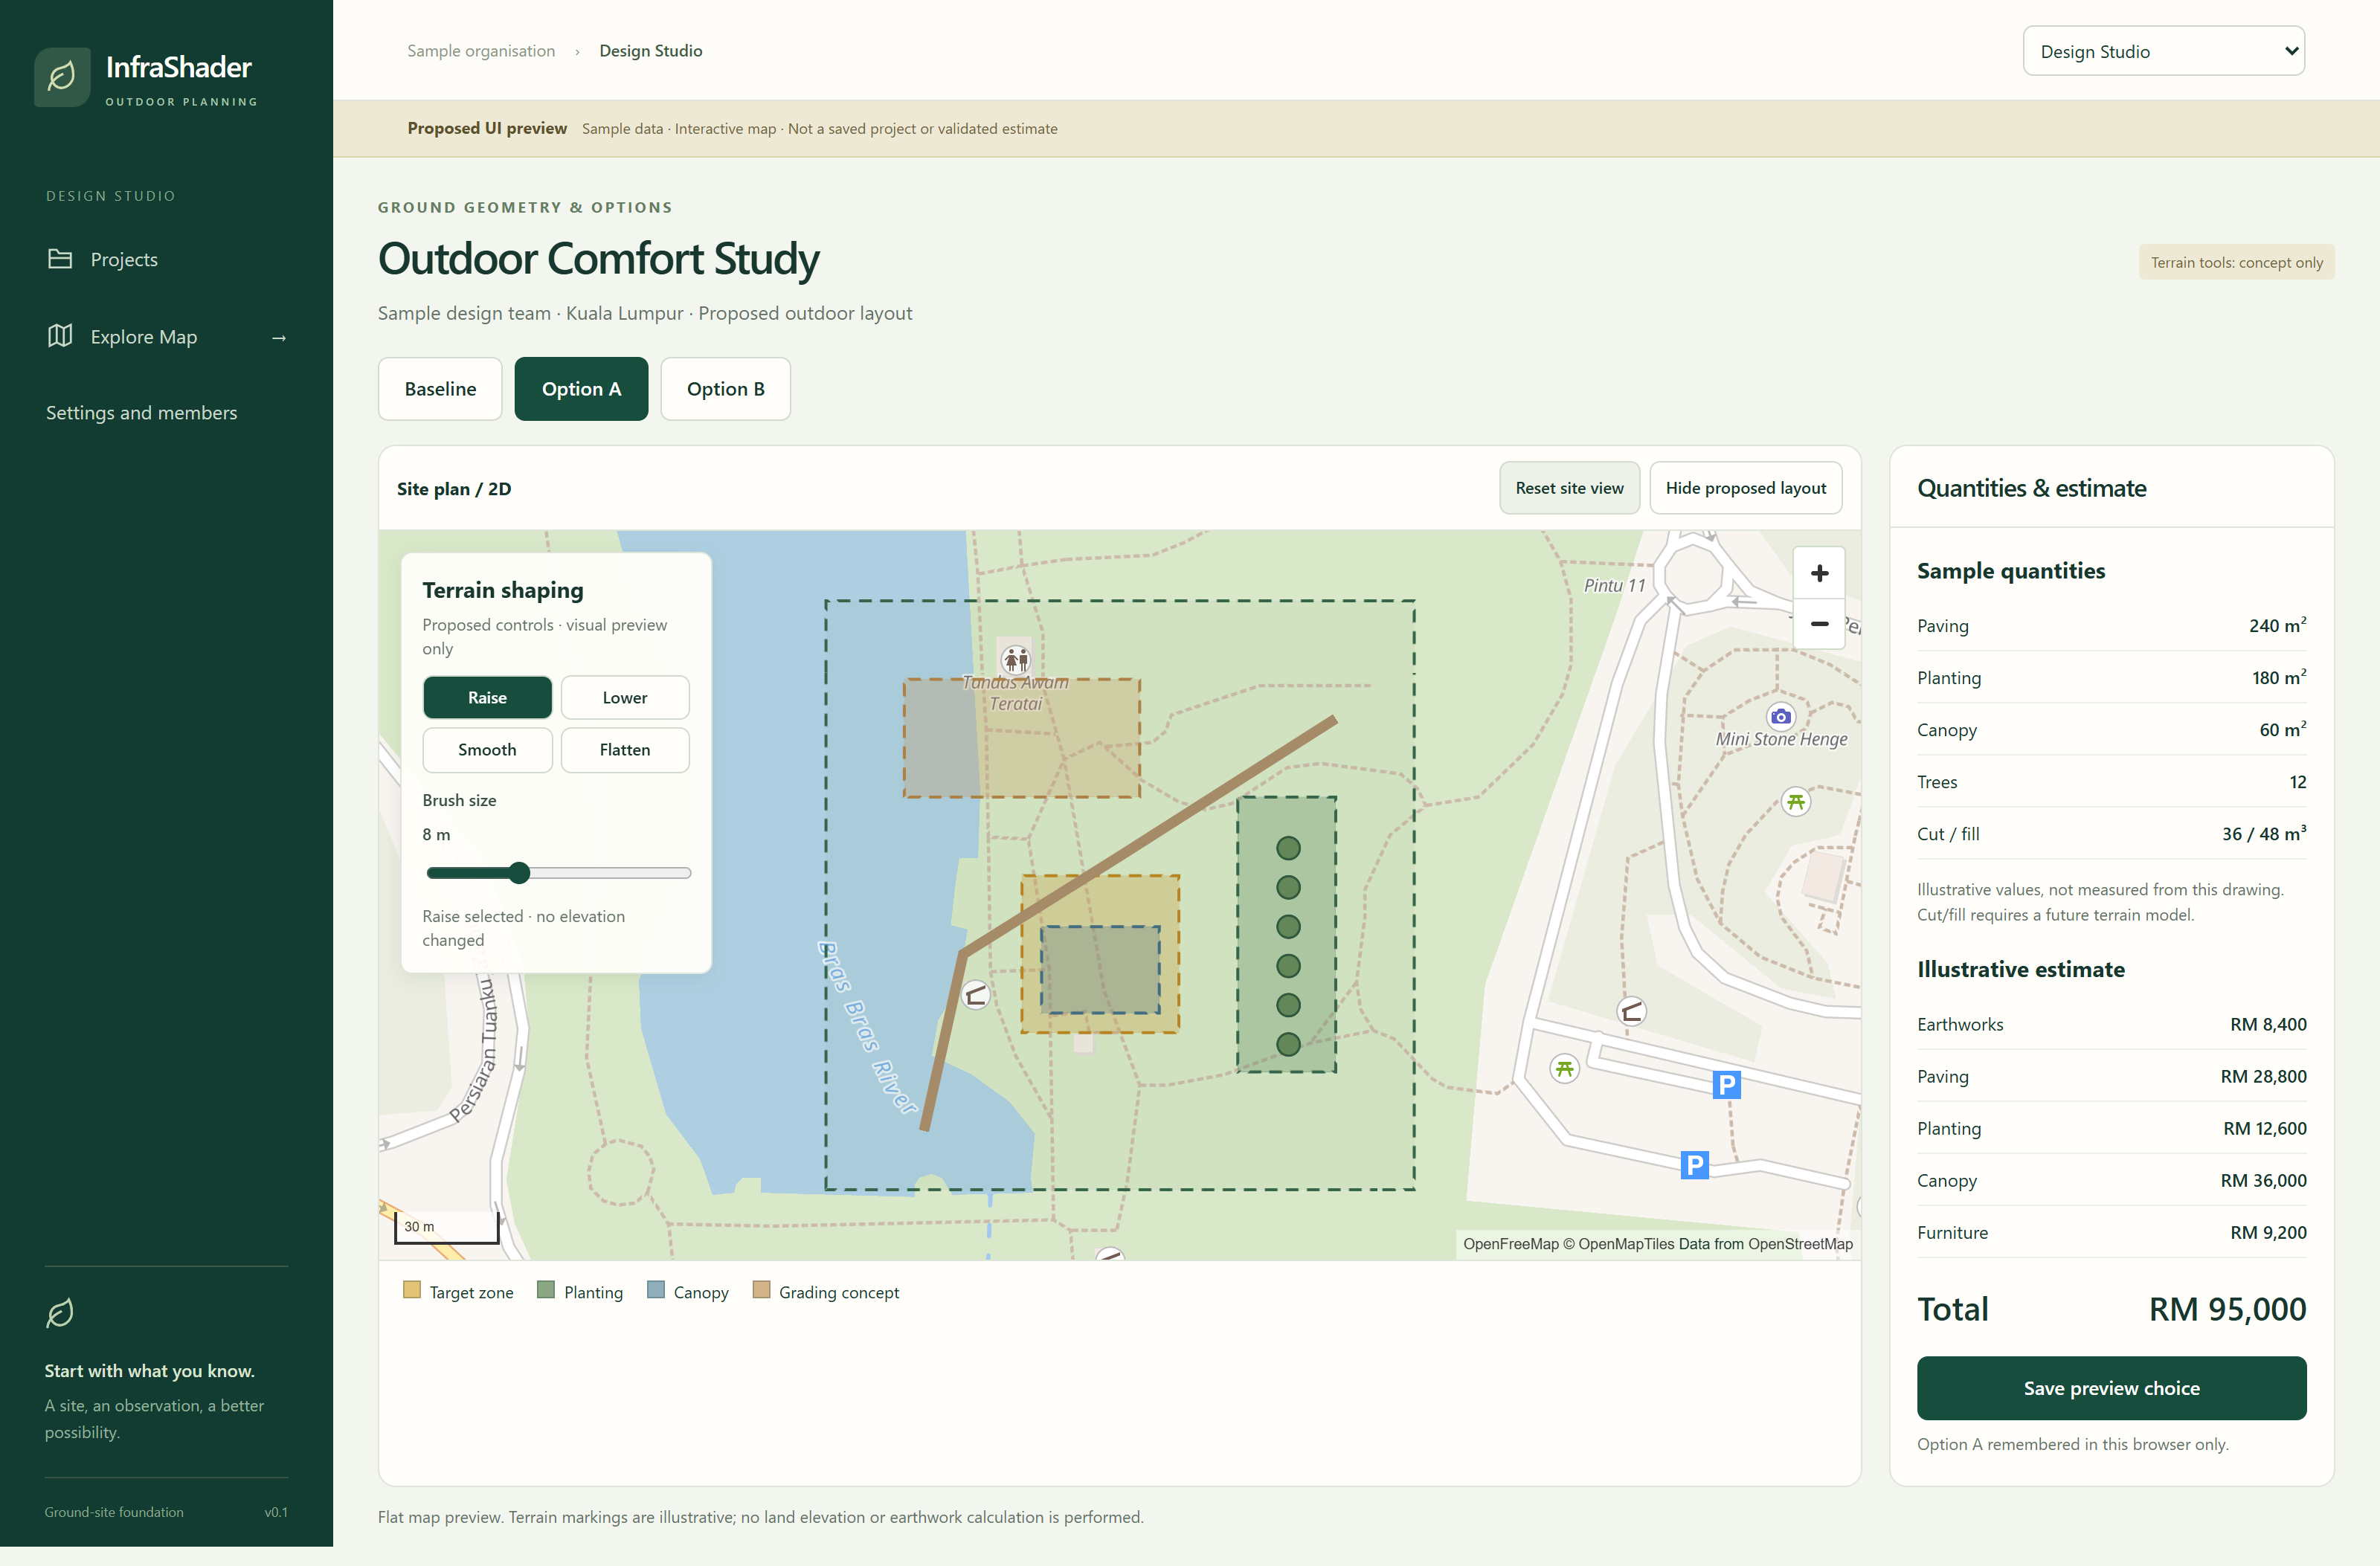 InfraShader
OUTDOOR PLANNING
DESIGN STUDIO
Projects
Explore Map →
Settings and members
Start with what you know.
A site, an observation, a better
possibility.
Ground-site foundation v0.1
Sample organisation › Design Studio
Design Studio
Proposed UI preview Sample data · Interactive map · Not a saved project or validated estimate
GROUND GEOMETRY & OPTIONS
Outdoor Comfort Study
Terrain tools: concept only
Sample design team · Kuala Lumpur · Proposed outdoor layout
Baseline Option A Option B
Site plan / 2D
Reset site view Hide proposed layout
Terrain shaping
Proposed controls · visual preview
only
Raise Lower
Smooth Flatten
Brush size
8 m
Raise selected · no elevation
changed
Pintu 11
+
−
Tandas Awam
Teratai
Mini Stone Henge
Bras Bras River
Persiaran Tuanku
P
P
30 m
OpenFreeMap © OpenMapTiles Data from OpenStreetMap
Target zone Planting Canopy Grading concept
Flat map preview. Terrain markings are illustrative; no land elevation or earthwork calculation is performed.
Quantities & estimate
Sample quantities
Paving 240 m²
Planting 180 m²
Canopy 60 m²
Trees 12
Cut / fill 36 / 48 m³
Illustrative values, not measured from this drawing.
Cut/fill requires a future terrain model.
Illustrative estimate
Earthworks RM 8,400
Paving RM 28,800
Planting RM 12,600
Canopy RM 36,000
Furniture RM 9,200
Total RM 95,000
Save preview choice
Option A remembered in this browser only.